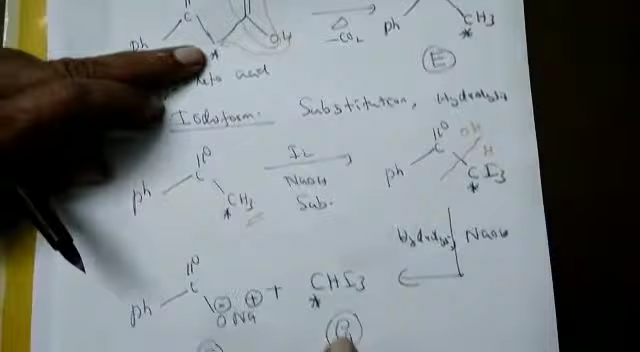 Ph C OH Δ -CO2 Ph CH3 *
keto acid
E
Iodoform: Substitution, Hydrolysis
Ph C O CH3 * I2 NaOH Sub. Ph C O OH H CI3 *
Hydrolysis NaOH
Ph C O O⊖ Na⊕ + CHI3 *